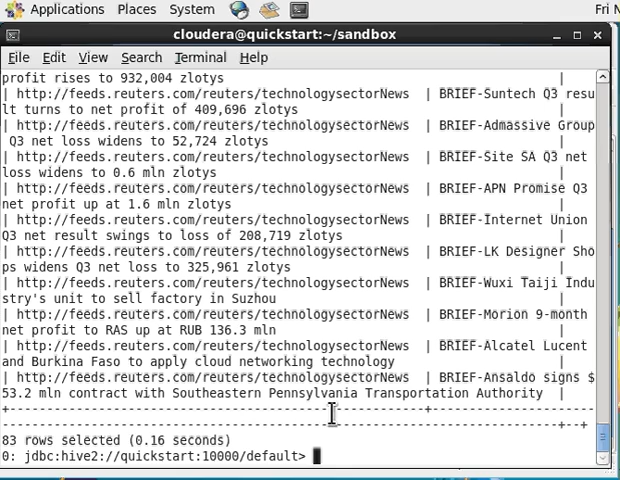 Applications Places System Fri N
cloudera@quickstart:~/sandbox
File Edit View Search Terminal Help
profit rises to 932,004 zlotys |
| http://feeds.reuters.com/reuters/technologysectorNews | BRIEF-Suntech Q3 resu
lt turns to net profit of 409,696 zlotys |
| http://feeds.reuters.com/reuters/technologysectorNews | BRIEF-Admassive Group
Q3 net loss widens to 52,724 zlotys |
| http://feeds.reuters.com/reuters/technologysectorNews | BRIEF-Site SA Q3 net
loss widens to 0.6 mln zlotys |
| http://feeds.reuters.com/reuters/technologysectorNews | BRIEF-APN Promise Q3
net profit up at 1.6 mln zlotys |
| http://feeds.reuters.com/reuters/technologysectorNews | BRIEF-Internet Union
Q3 net result swings to loss of 208,719 zlotys |
| http://feeds.reuters.com/reuters/technologysectorNews | BRIEF-LK Designer Sho
ps widens Q3 net loss to 325,961 zlotys |
| http://feeds.reuters.com/reuters/technologysectorNews | BRIEF-Wuxi Taiji Indu
stry's unit to sell factory in Suzhou |
| http://feeds.reuters.com/reuters/technologysectorNews | BRIEF-Morion 9-month
net profit to RAS up at RUB 136.3 mln |
| http://feeds.reuters.com/reuters/technologysectorNews | BRIEF-Alcatel Lucent
and Burkina Faso to apply cloud networking technology |
| http://feeds.reuters.com/reuters/technologysectorNews | BRIEF-Ansaldo signs $
53.2 mln contract with Southeastern Pennsylvania Transportation Authority |
+--------------------------------------------------------+---------------------
-----------------------------------------------------------------------+--+
83 rows selected (0.16 seconds)
0: jdbc:hive2://quickstart:10000/default>